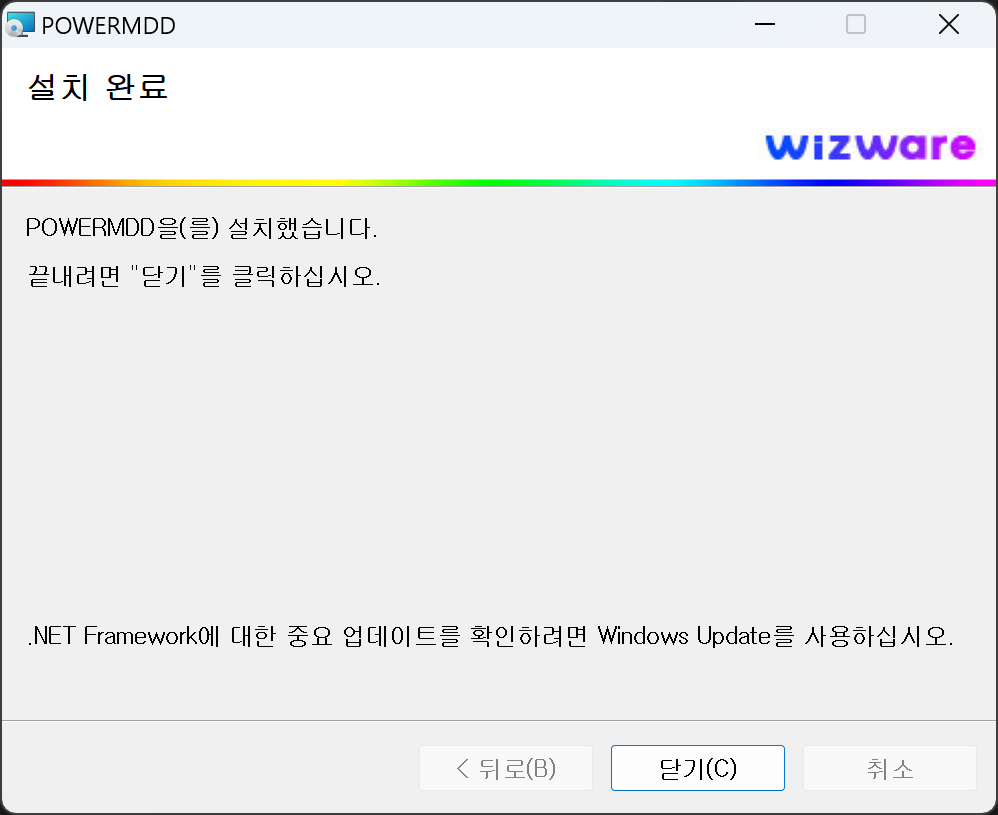 POWERMDD
설치 완료
wizware
POWERMDD을(를) 설치했습니다.
끝내려면 "닫기"를 클릭하십시오.
.NET Framework에 대한 중요 업데이트를 확인하려면 Windows Update를 사용하십시오.
< 뒤로(B)
닫기(C)
취소